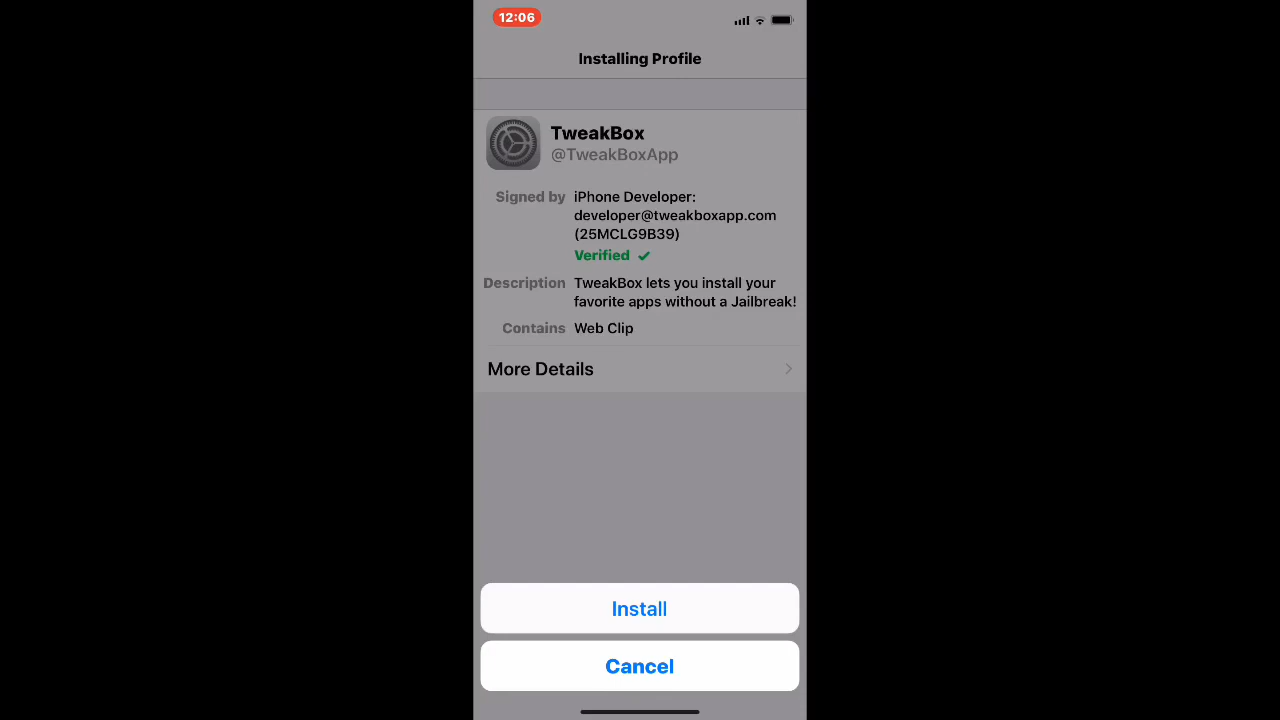 12:06
Installing Profile
TweakBox
@TweakBoxApp
Signed by iPhone Developer:
developer@tweakboxapp.com
(25MCLG9B39)
Verified ✓
Description TweakBox lets you install your
favorite apps without a Jailbreak!
Contains Web Clip
More Details
Install
Cancel